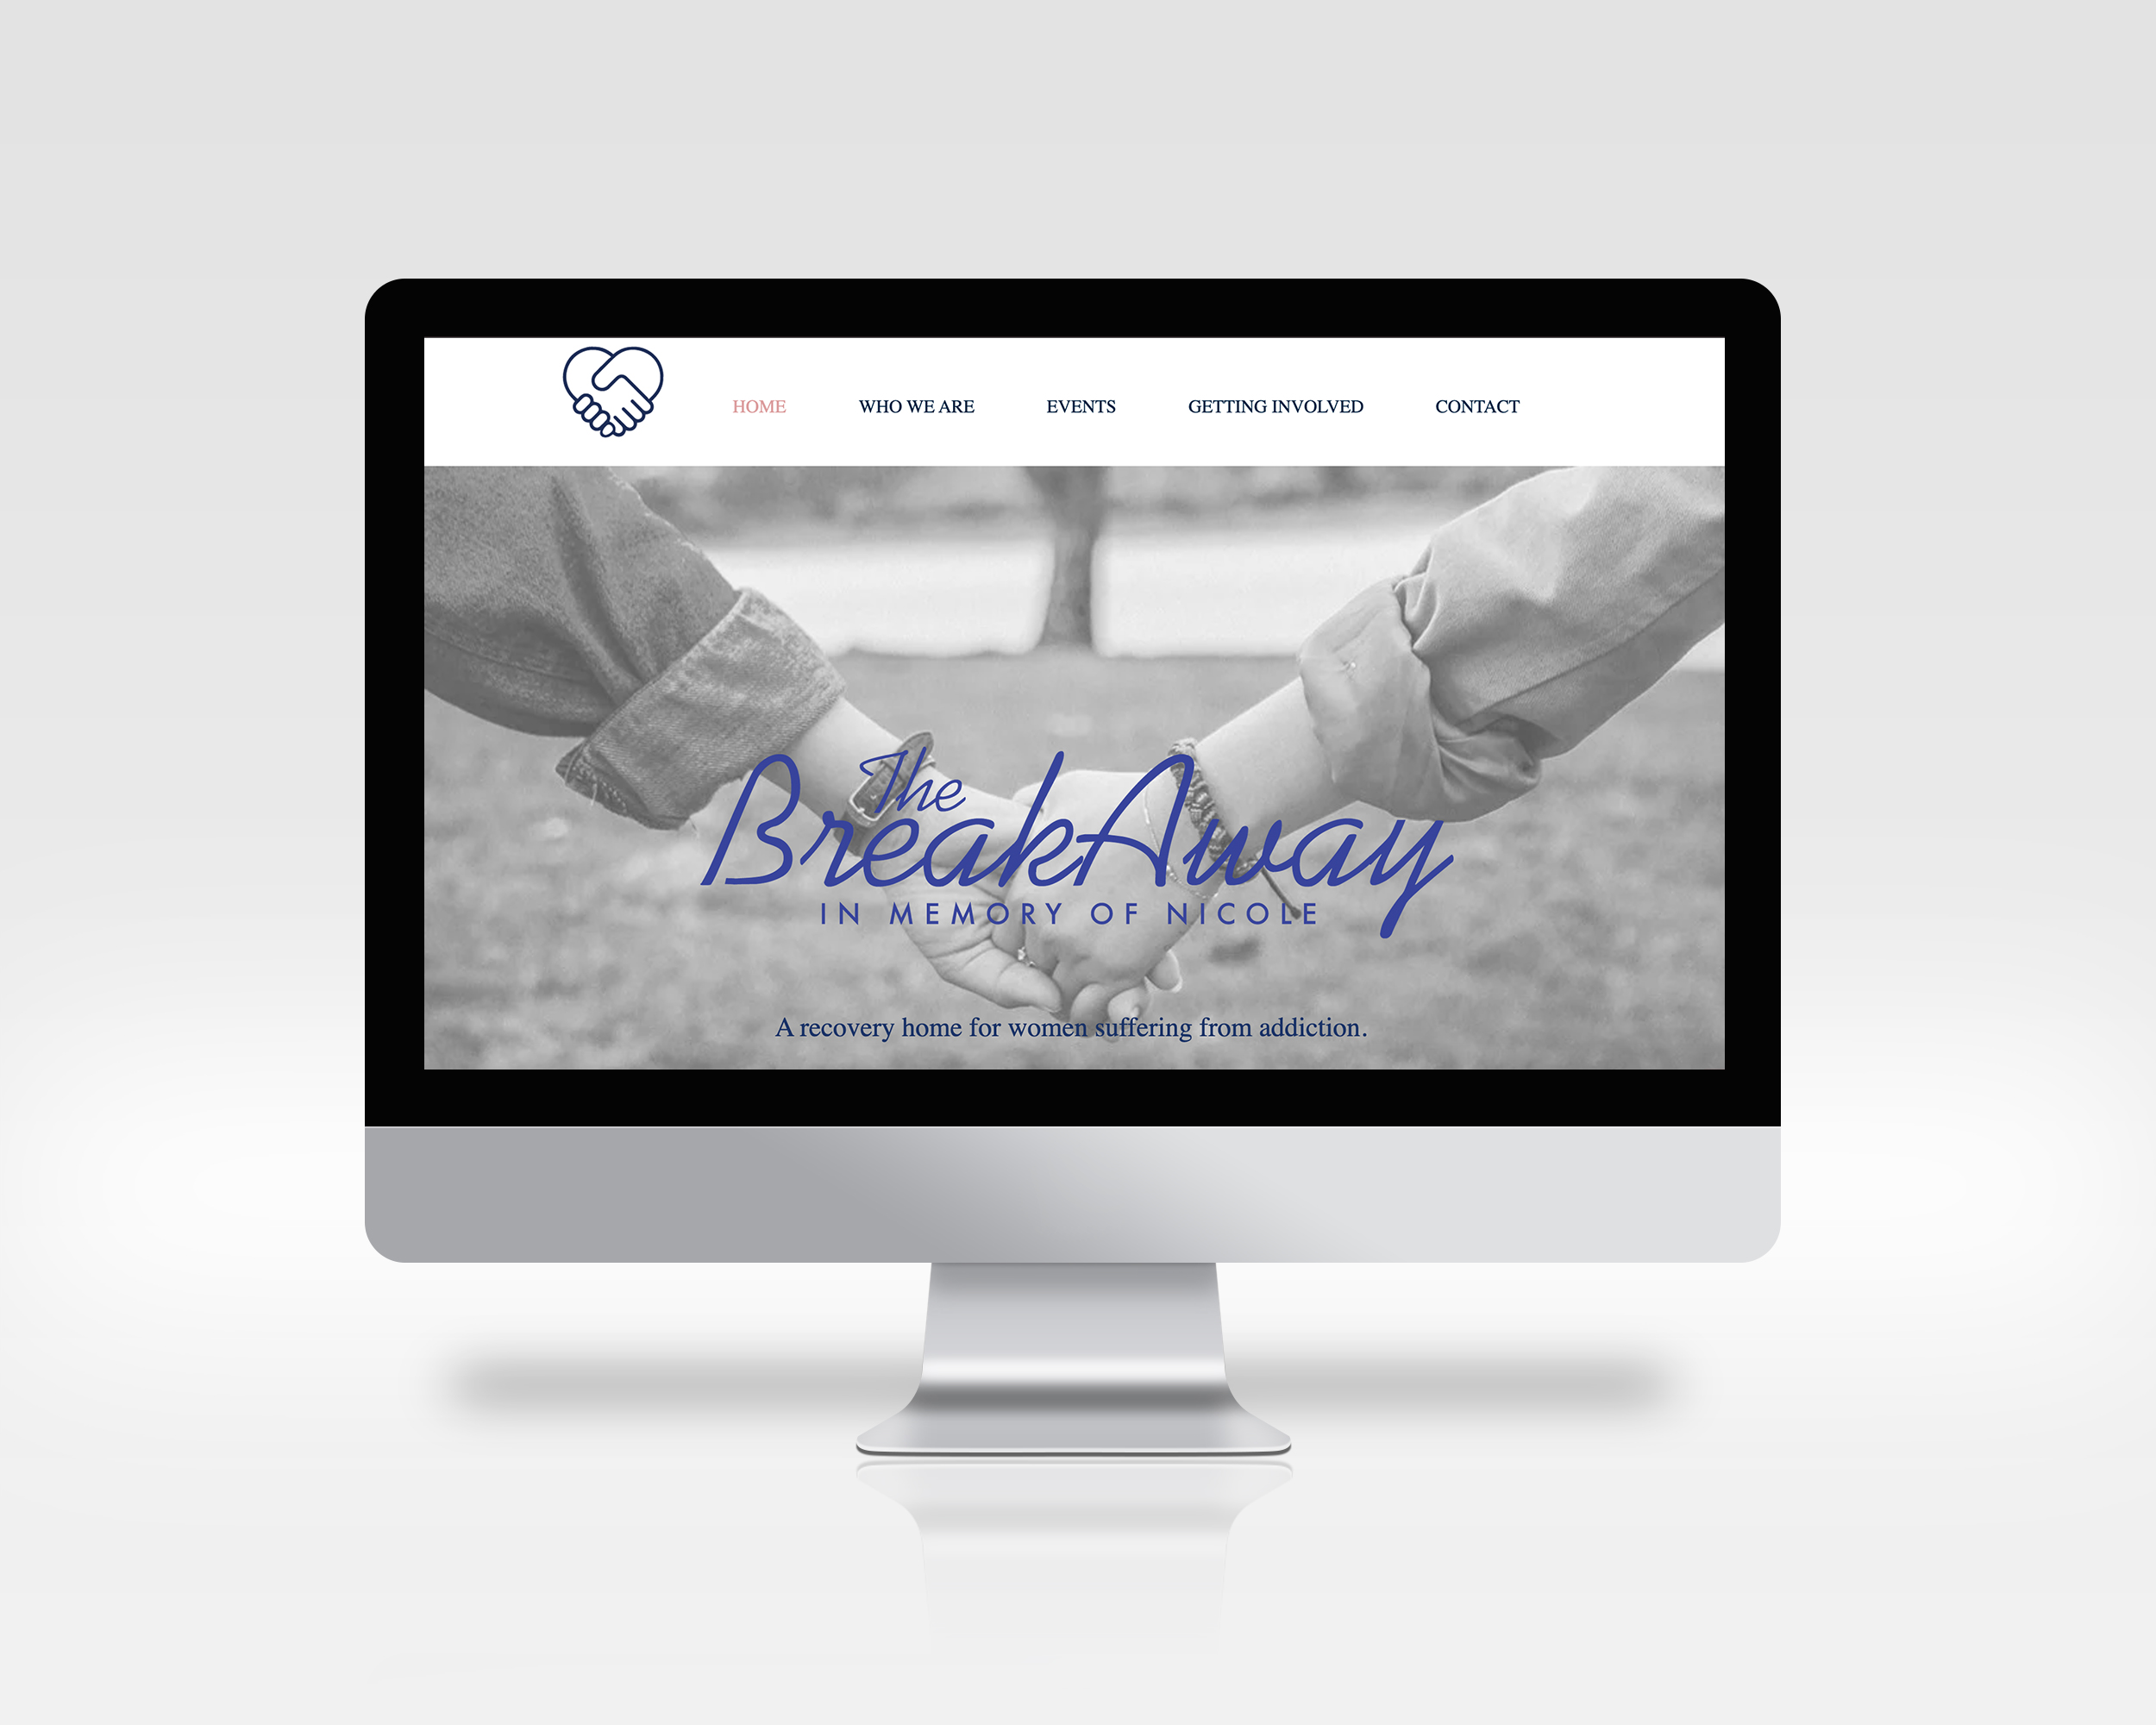 HOME WHO WE ARE EVENTS GETTING INVOLVED CONTACT
The
BreakAway
IN MEMORY OF NICOLE
A recovery home for women suffering from addiction.